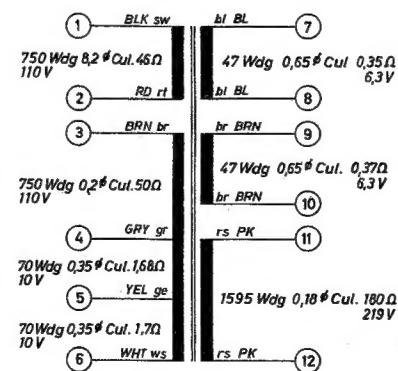 1 BLK sw
750 Wdg 8,2 ϕ Cul. 46Ω
110 V
2 RD rt
3 BRN br
750 Wdg 0,2 ϕ Cul. 50Ω
110 V
4 GRY gr
70 Wdg 0,35 ϕ Cul. 1,68Ω
10 V
5 YEL ge
70 Wdg 0,35 ϕ Cul. 1,7Ω
10 V
6 WHT ws
bl BL 7
47 Wdg 0,65 ϕ Cul 0,35Ω
6,3 V
bl BL 8
br BRN 9
47 Wdg 0,65 ϕ Cul. 0,37Ω
6,3 V
br BRN 10
rs PK 11
1595 Wdg 0,18 ϕ Cul. 180Ω
219 V
rs PK 12